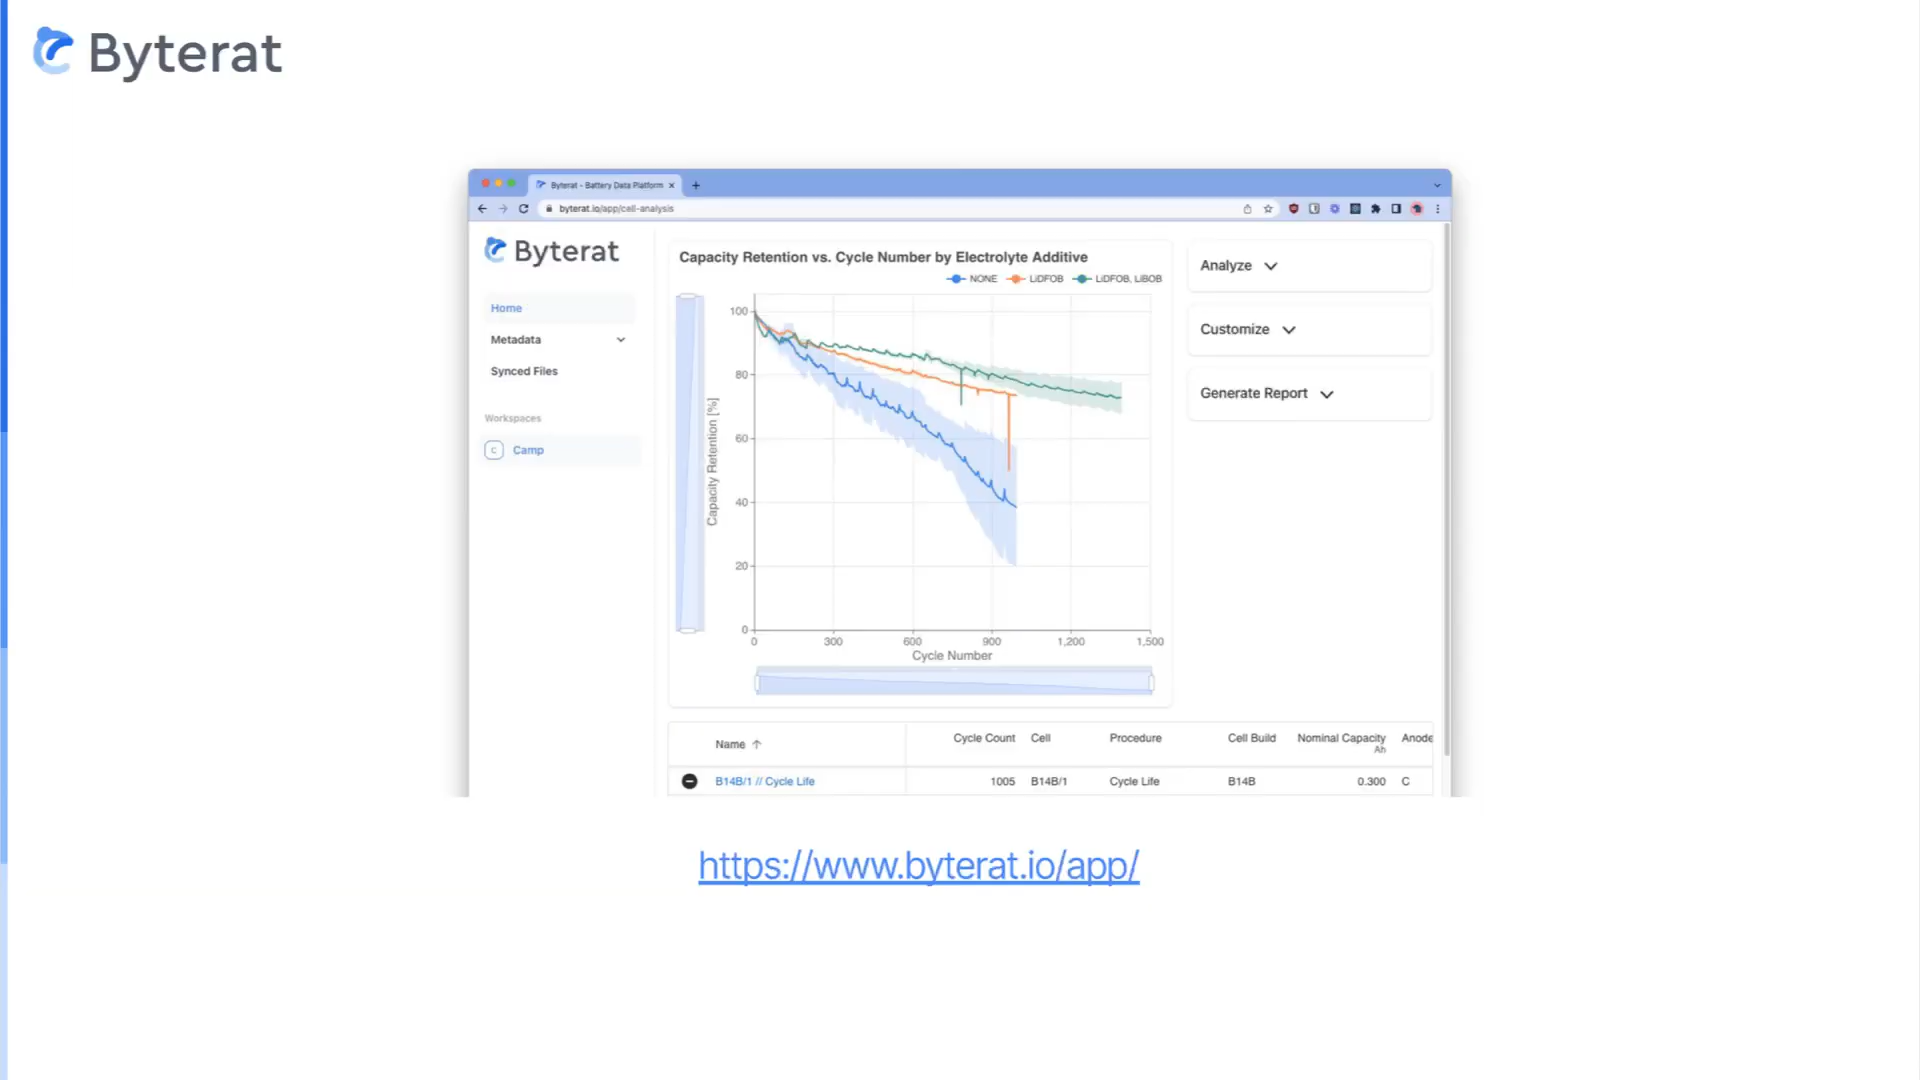 Byterat
Byterat - Battery Data Platform
byterat.io/app/cell-analysis
Byterat
Home
Metadata
Synced Files
Workspaces
C Camp
Capacity Retention vs. Cycle Number by Electrolyte Additive
NONE LiDFOB LiDFOB, LiBOB
Capacity Retention [%]
100
80
60
40
20
0
0 300 600 900 1,200 1,500
Cycle Number
Analyze
Customize
Generate Report
Name Cycle Count Cell Procedure Cell Build Nominal Capacity Anode
Ah
B14B/1 // Cycle Life 1005 B14B/1 Cycle Life B14B 0.300 C
https://www.byterat.io/app/